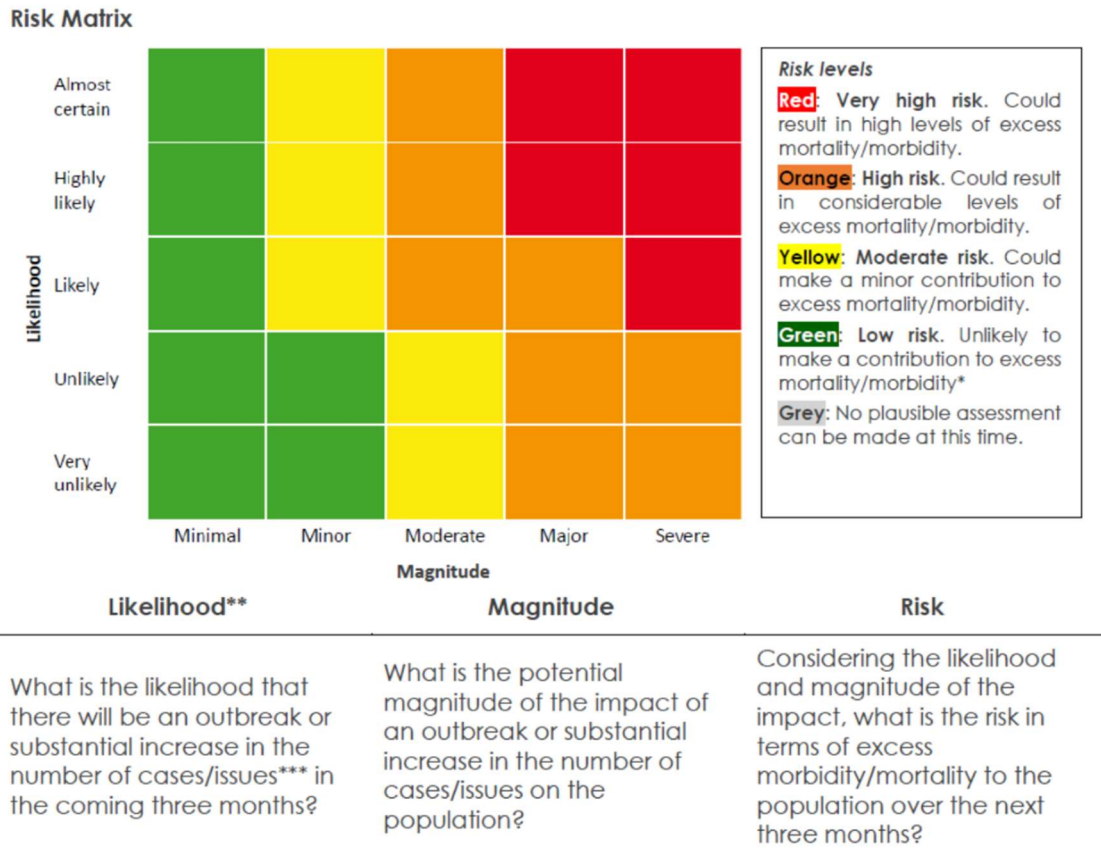 Risk Matrix
Almost
certain
Highly
likely
Likely
Unlikely
Very
unlikely
Likelihood
Minimal
Minor
Moderate
Major
Severe
Magnitude
Risk levels
Red: Very high risk. Could
result in high levels of excess
mortality/morbidity.
Orange: High risk. Could result
in considerable levels of
excess mortality/morbidity.
Yellow: Moderate risk. Could
make a minor contribution to
excess mortality/morbidity.
Green: Low risk. Unlikely to
make a contribution to excess
mortality/morbidity*
Grey: No plausible assessment
can be made at this time.
Likelihood**
What is the likelihood that
there will be an outbreak or
substantial increase in the
number of cases/issues*** in
the coming three months?
Magnitude
What is the potential
magnitude of the impact of
an outbreak or substantial
increase in the number of
cases/issues on the
population?
Risk
Considering the likelihood
and magnitude of the
impact, what is the risk in
terms of excess
morbidity/mortality to the
population over the next
three months?